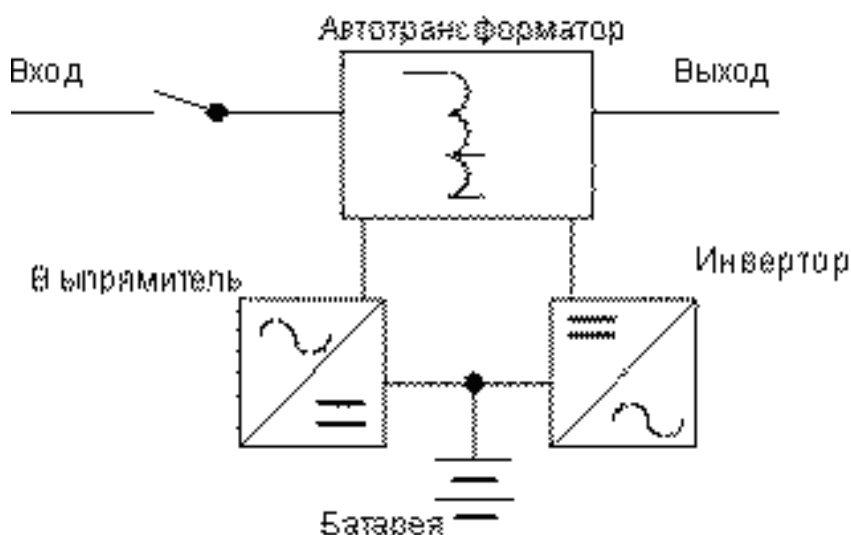 Автотрансформатор
Вход
Выход
Выпрямитель
Инвертор
Батарея